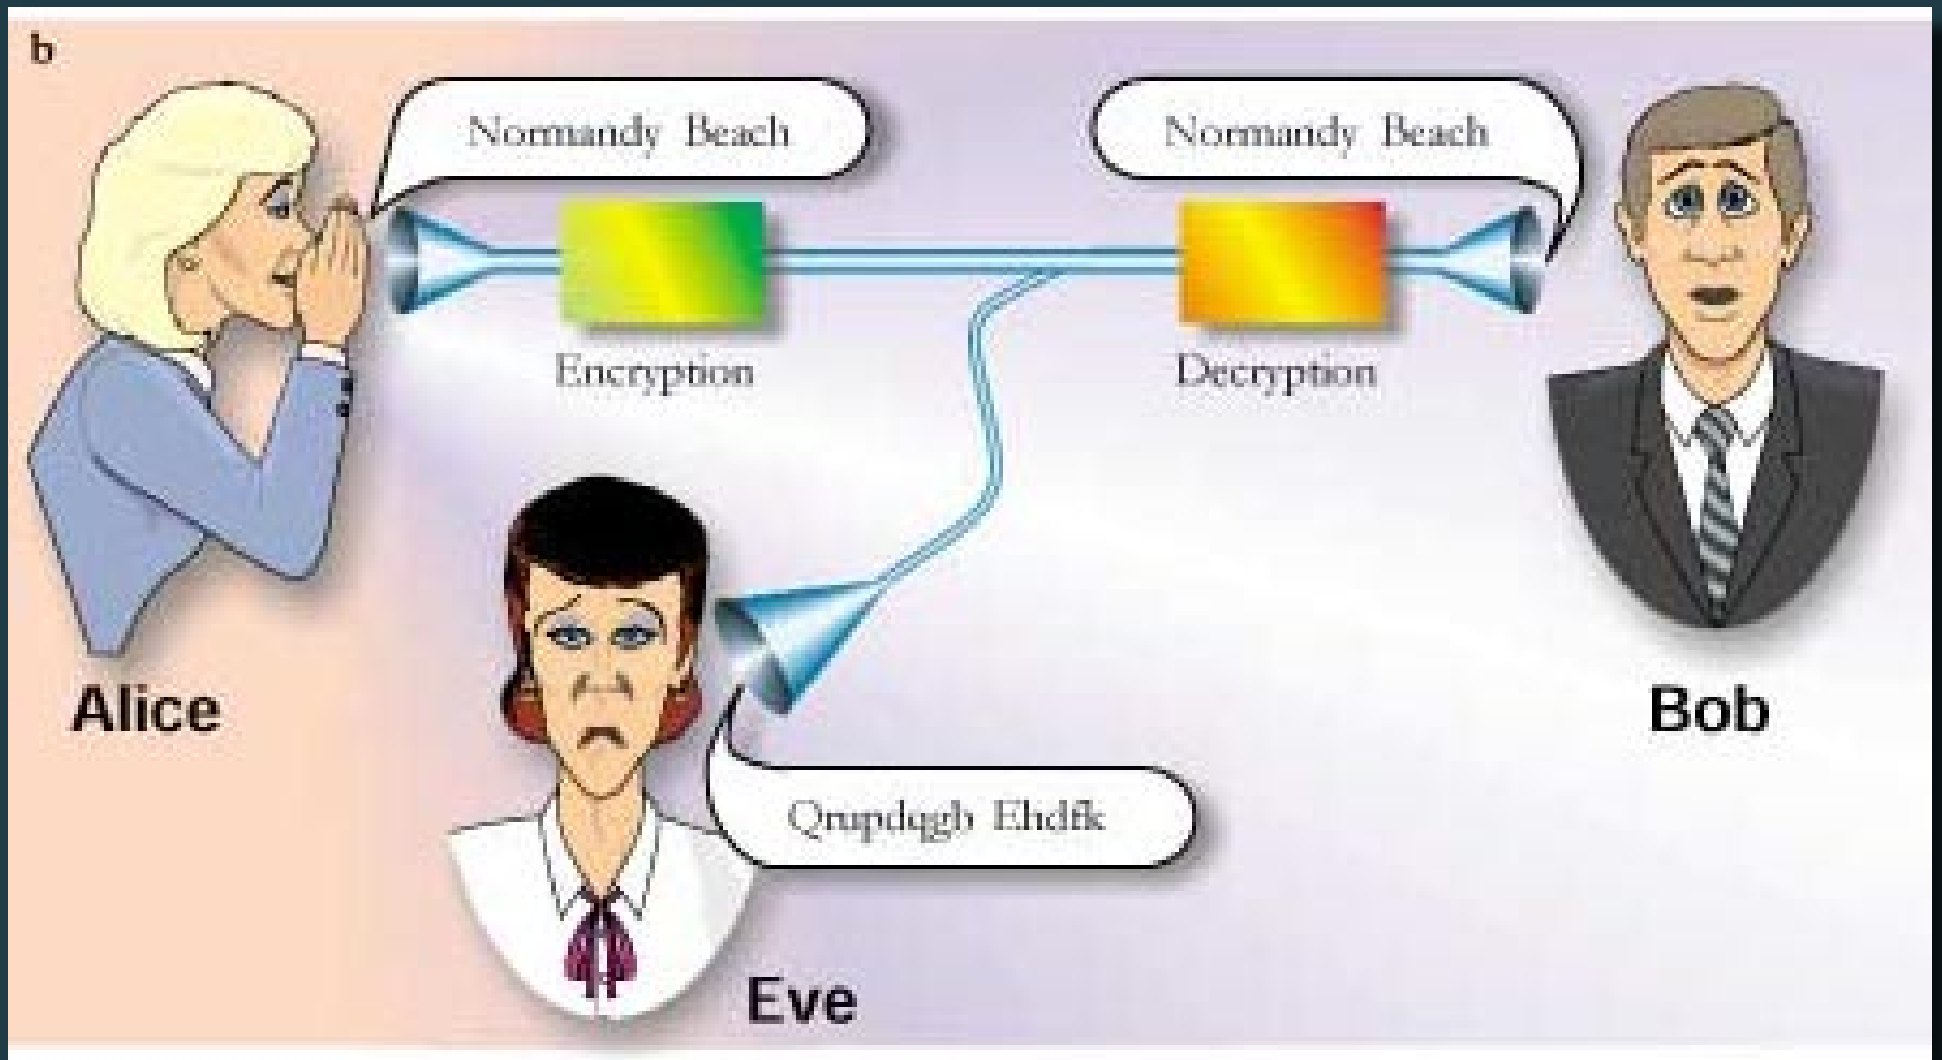 b
Normandy Beach
Normandy Beach
Encryption
Decryption
Alice
Bob
Qrupdqgb Ehdfk
Eve